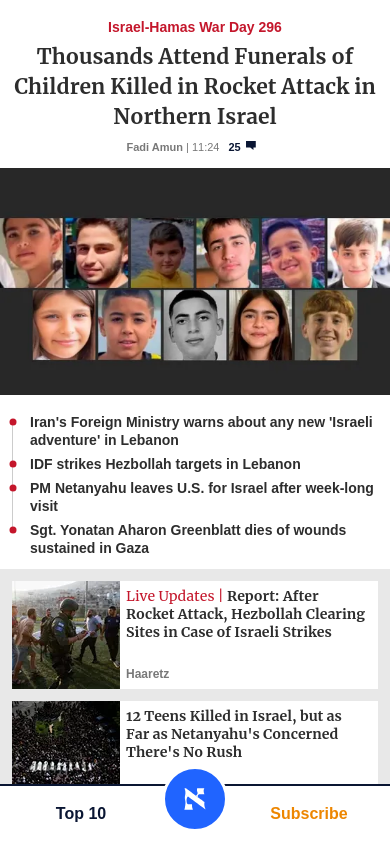 Israel-Hamas War Day 296
Thousands Attend Funerals of
Children Killed in Rocket Attack in
Northern Israel
Fadi Amun | 11:24 25
Iran's Foreign Ministry warns about any new 'Israeli
adventure' in Lebanon
IDF strikes Hezbollah targets in Lebanon
PM Netanyahu leaves U.S. for Israel after week-long
visit
Sgt. Yonatan Aharon Greenblatt dies of wounds
sustained in Gaza
Live Updates | Report: After
Rocket Attack, Hezbollah Clearing
Sites in Case of Israeli Strikes
Haaretz
12 Teens Killed in Israel, but as
Far as Netanyahu's Concerned
There's No Rush
Top 10
Subscribe